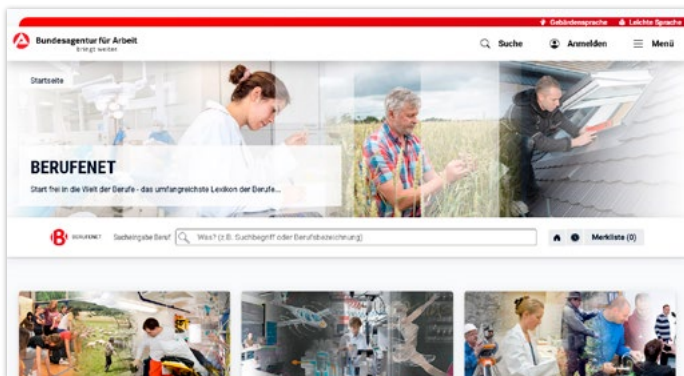 Gebärdensprache Leichte Sprache
Bundesagentur für Arbeit
bringt weiter
Suche Anmelden Menü
Startseite
BERUFENET
Start frei in die Welt der Berufe - das umfangreichste Lexikon der Berufe...
BERUFENET Sucheingabe Beruf Was? (z.B. Suchbegriff oder Berufsbezeichnung) Merkliste (0)